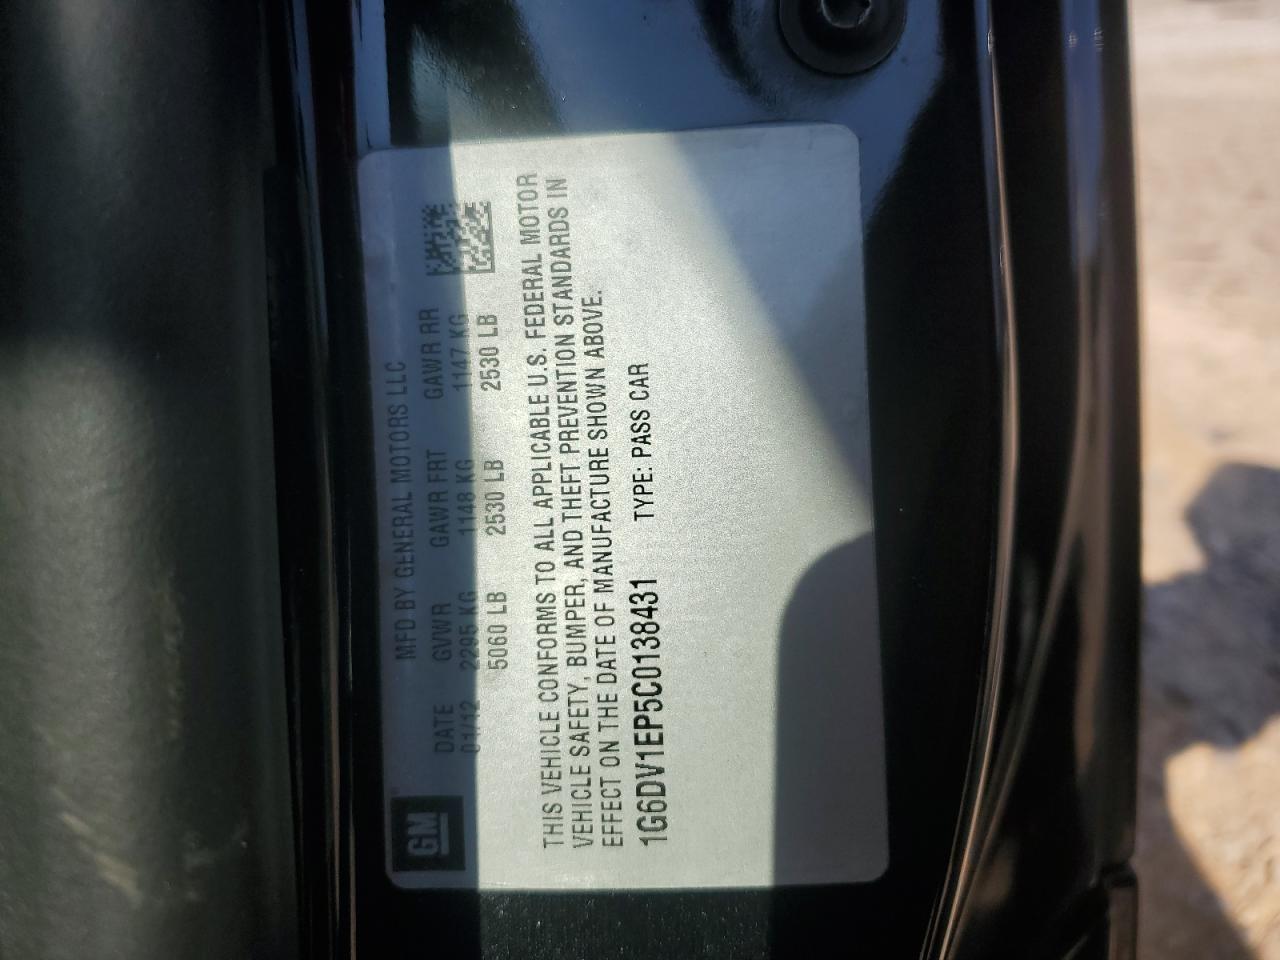 GM
MFD BY GENERAL MOTORS LLC
DATE GVWR GAWR FRT GAWR RR
01/12 2295 KG 1148 KG 1147 KG
5060 LB 2530 LB 2530 LB
THIS VEHICLE CONFORMS TO ALL APPLICABLE U.S. FEDERAL MOTOR
VEHICLE SAFETY, BUMPER, AND THEFT PREVENTION STANDARDS IN
EFFECT ON THE DATE OF MANUFACTURE SHOWN ABOVE.
1G6DV1EP5C0138431 TYPE: PASS CAR